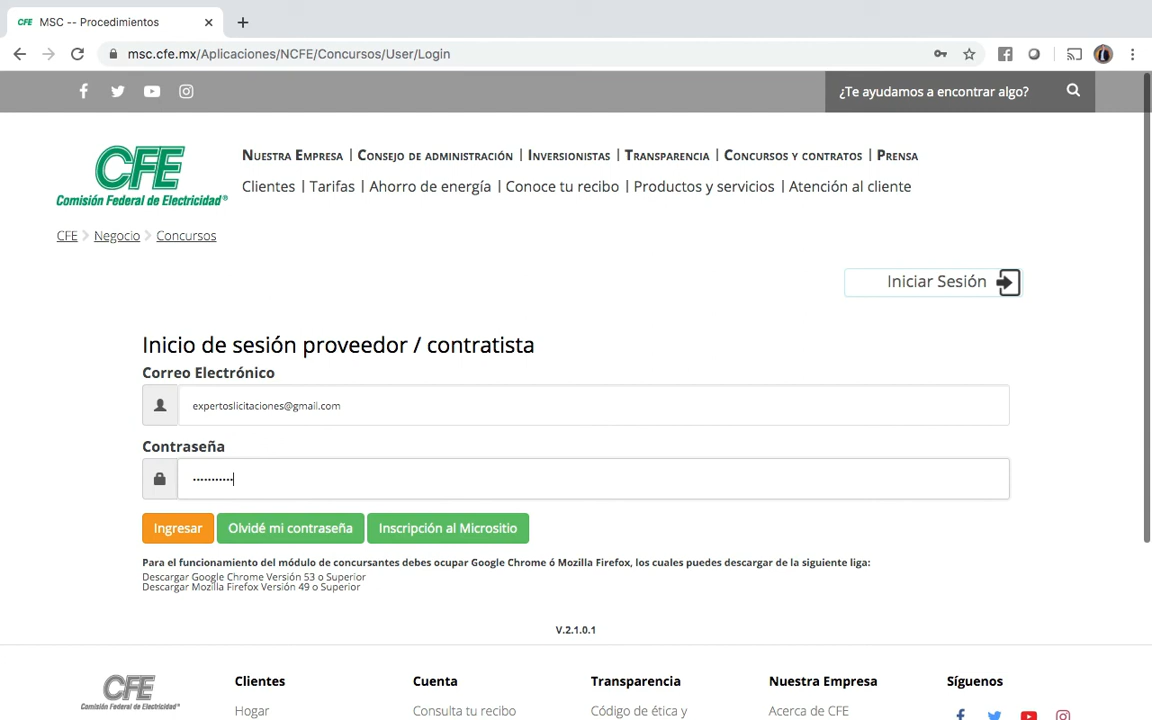 CFE MSC -- Procedimientos
msc.cfe.mx/Aplicaciones/NCFE/Concursos/User/Login
¿Te ayudamos a encontrar algo?
CFE
Comisión Federal de Electricidad®
Nuestra Empresa | Consejo de administración | Inversionistas | Transparencia | Concursos y contratos | Prensa
Clientes | Tarifas | Ahorro de energía | Conoce tu recibo | Productos y servicios | Atención al cliente
CFE Negocio Concursos
Iniciar Sesión
Inicio de sesión proveedor / contratista
Correo Electrónico
expertoslicitaciones@gmail.com
Contraseña
Ingresar Olvidé mi contraseña Inscripción al Micrositio
Para el funcionamiento del módulo de concursantes debes ocupar Google Chrome ó Mozilla Firefox, los cuales puedes descargar de la siguiente liga:
Descargar Google Chrome Versión 53 o Superior
Descargar Mozilla Firefox Versión 49 o Superior
V.2.1.0.1
CFE
Comisión Federal de Electricidad®
Clientes Cuenta Transparencia Nuestra Empresa Síguenos
Hogar Consulta tu recibo Código de ética y Acerca de CFE